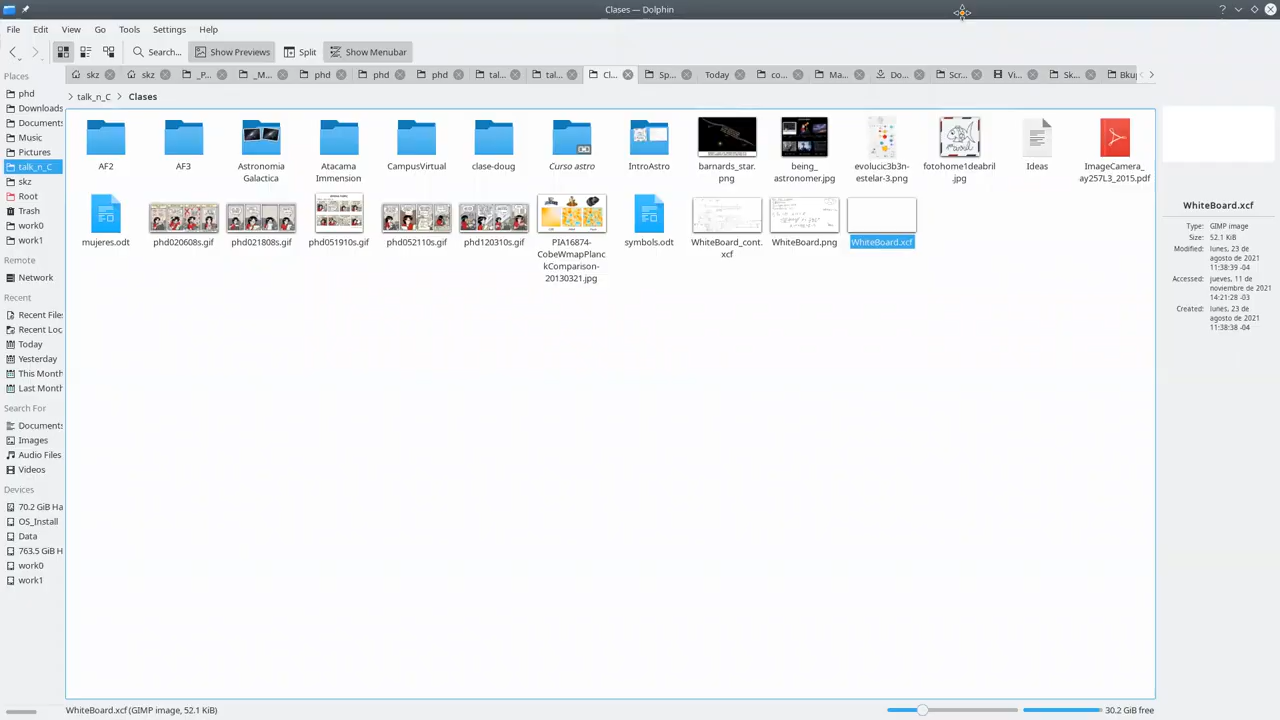 Clases — Dolphin
File Edit View Go Tools Settings Help
Search... Show Previews Split Show Menubar
skz skz _P... _M... phd phd phd tal... tal... Cl... Sp... Today co... Ma... Do... Scr... Vi... Sk... Bkup
talk_n_C Clases
Places
phd
Downloads
Documents
Music
Pictures
talk_n_C
skz
Root
Trash
work0
work1
Remote
Network
Recent
Recent File
Recent Loc
Today
Yesterday
This Month
Last Month
Search For
Documents
Images
Audio Files
Videos
Devices
70.2 GiB Ha
OS_Install
Data
763.5 GiB H
work0
work1
AF2
AF3
Astronomia
Galactica
Atacama
Immension
CampusVirtual
clase-doug
Curso astro
IntroAstro
barnards_star.
png
being_
astronomer.jpg
evolucic3b3n-
estelar-3.png
fotohome1deabril
.jpg
Ideas
ImageCamera_
ay257L3_2015.pdf
mujeres.odt
phd020608s.gif
phd021808s.gif
phd051910s.gif
phd052110s.gif
phd120310s.gif
PIA16874-
CobeWmapPlanc
kComparison-
20130321.jpg
symbols.odt
WhiteBoard_cont.
xcf
WhiteBoard.png
WhiteBoard.xcf
WhiteBoard.xcf
Type: GIMP image
Size: 52.1 KiB
Modified: lunes, 23 de
agosto de 2021
11:38:39 -04
Accessed: jueves, 11 de
noviembre de 2021
14:21:28 -03
Created: lunes, 23 de
agosto de 2021
11:38:38 -04
WhiteBoard.xcf (GIMP image, 52.1 KiB)
30.2 GiB free